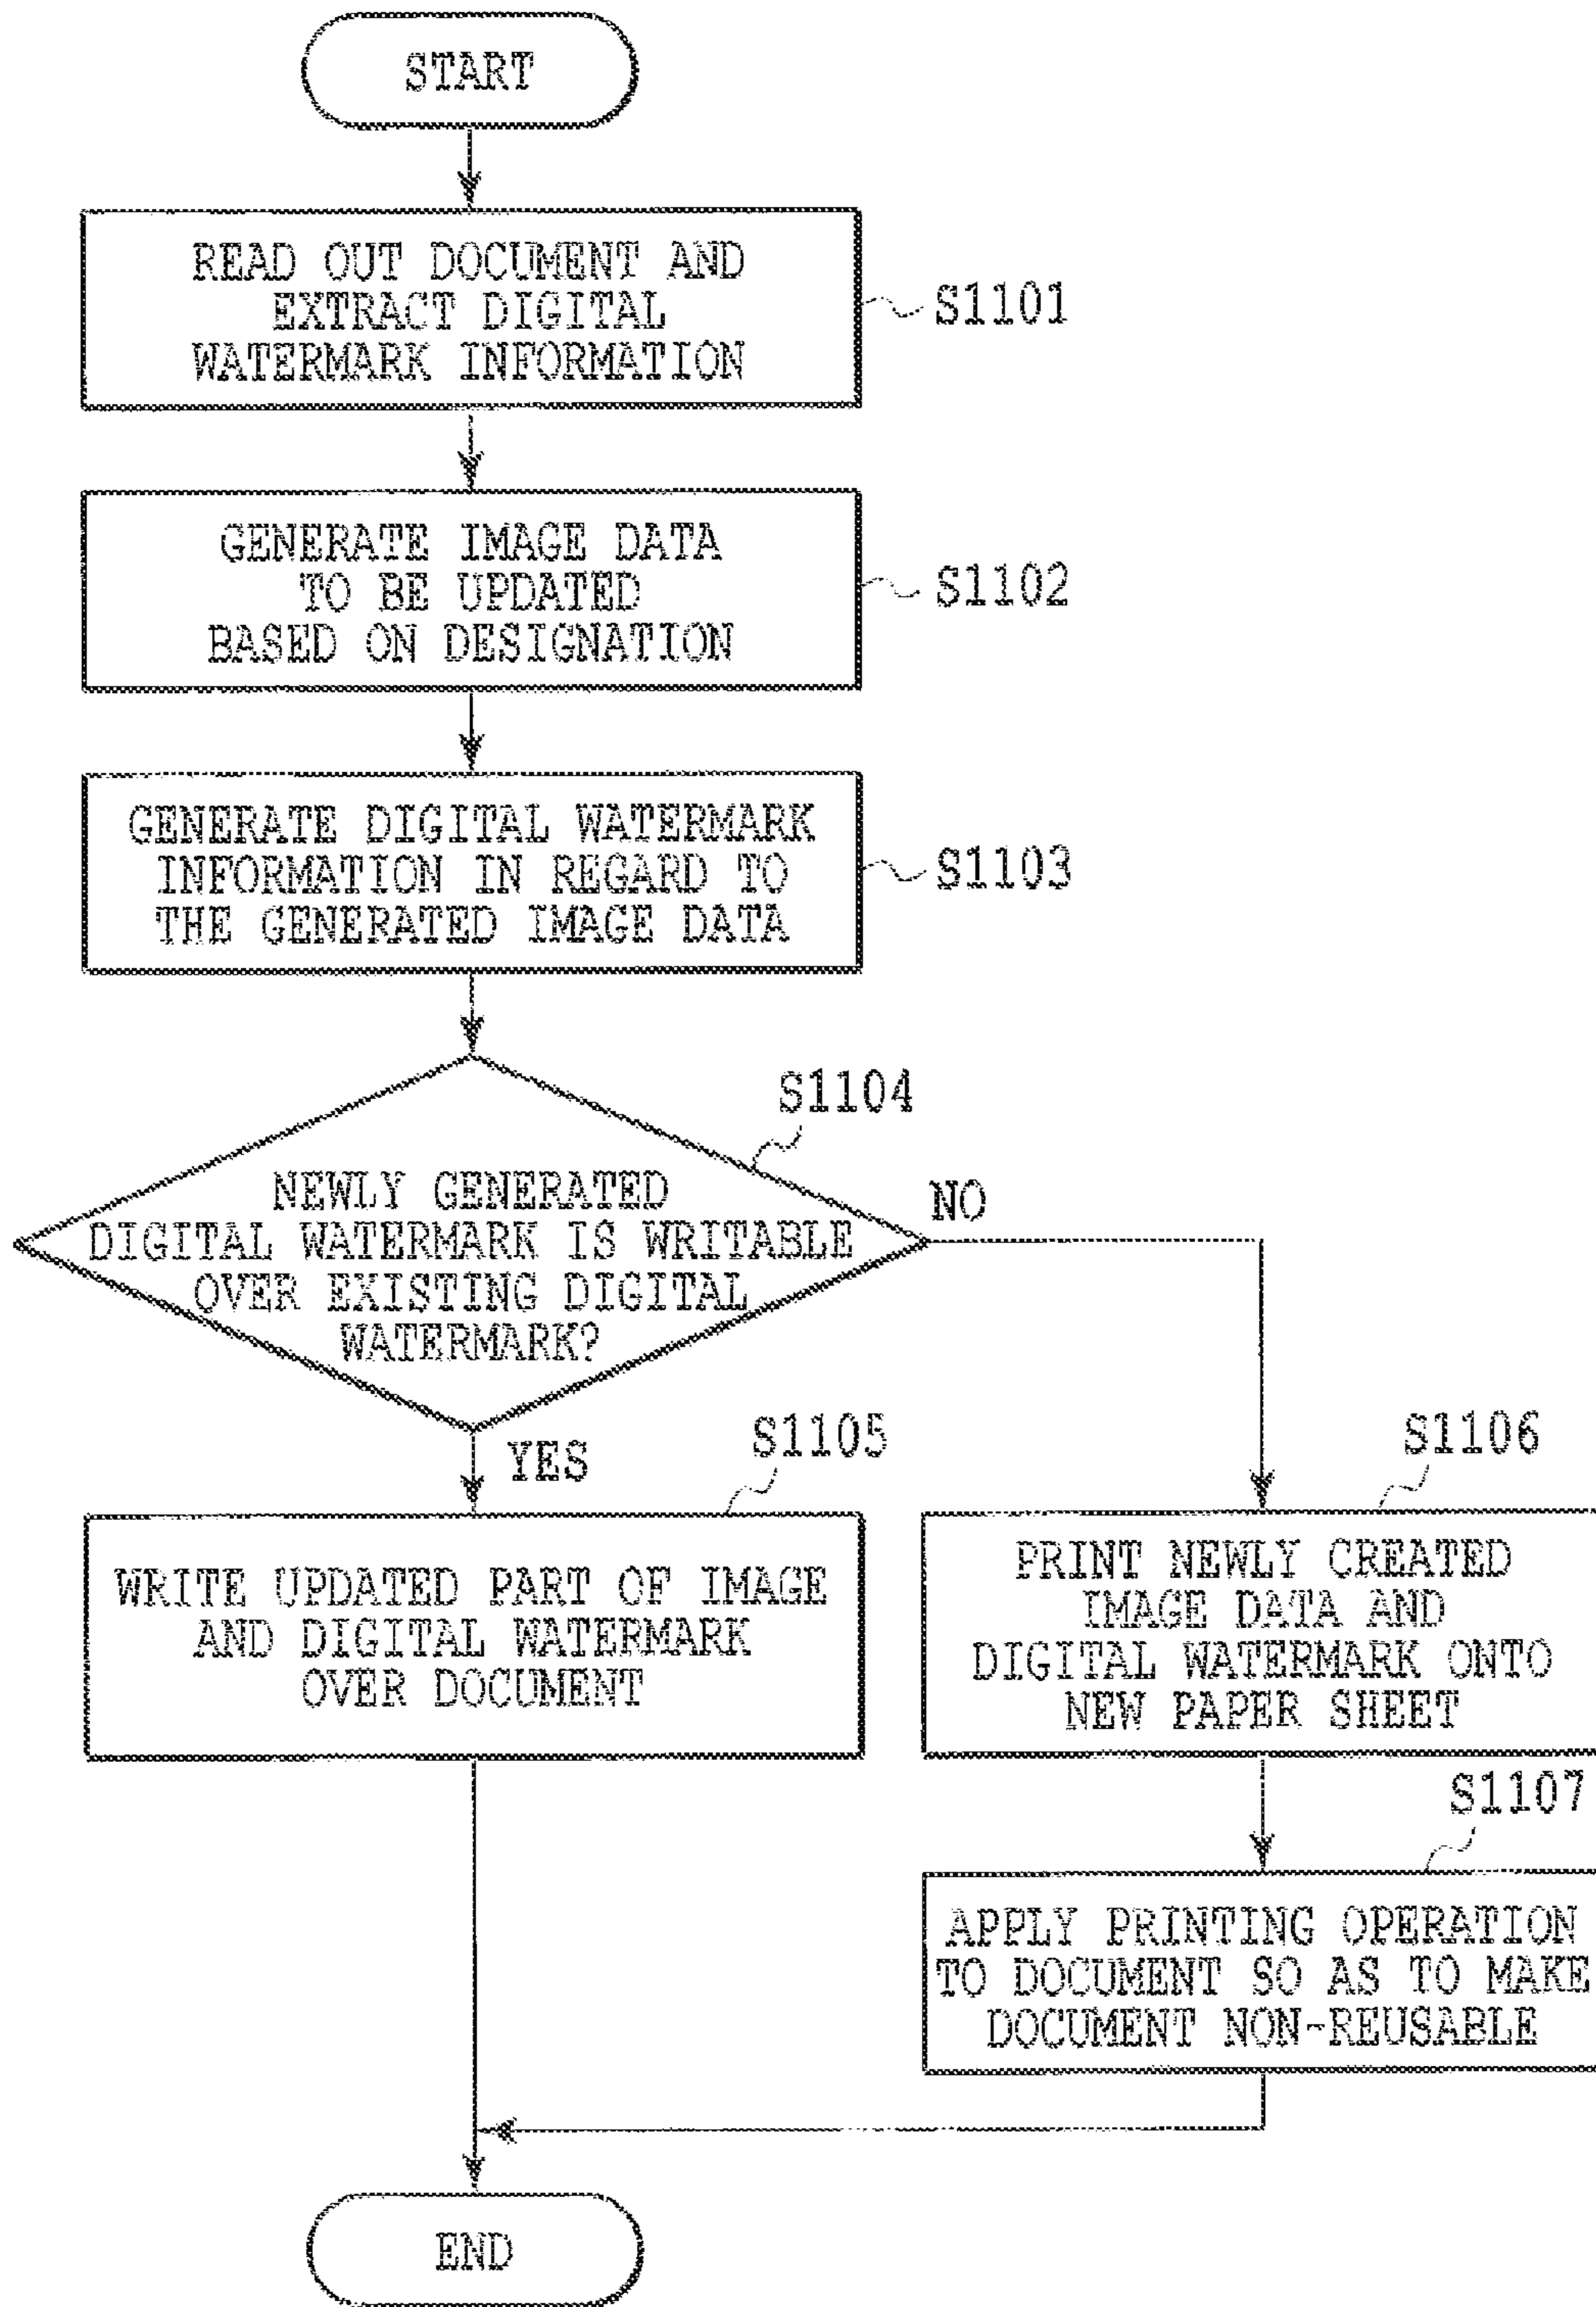 START
READ OUT DOCUMENT AND
EXTRACT DIGITAL
WATERMARK INFORMATION
S1101
GENERATE IMAGE DATA
TO BE UPDATED
BASED ON DESIGNATION
S1102
GENERATE DIGITAL WATERMARK
INFORMATION IN REGARD TO
THE GENERATED IMAGE DATA
S1103
S1104
NEWLY GENERATED
DIGITAL WATERMARK IS WRITABLE
OVER EXISTING DIGITAL
WATERMARK?
NO
YES
S1105
WRITE UPDATED PART OF IMAGE
AND DIGITAL WATERMARK
OVER DOCUMENT
S1106
PRINT NEWLY CREATED
IMAGE DATA AND
DIGITAL WATERMARK ONTO
NEW PAPER SHEET
S1107
APPLY PRINTING OPERATION
TO DOCUMENT SO AS TO MAKE
DOCUMENT NON-REUSABLE
END